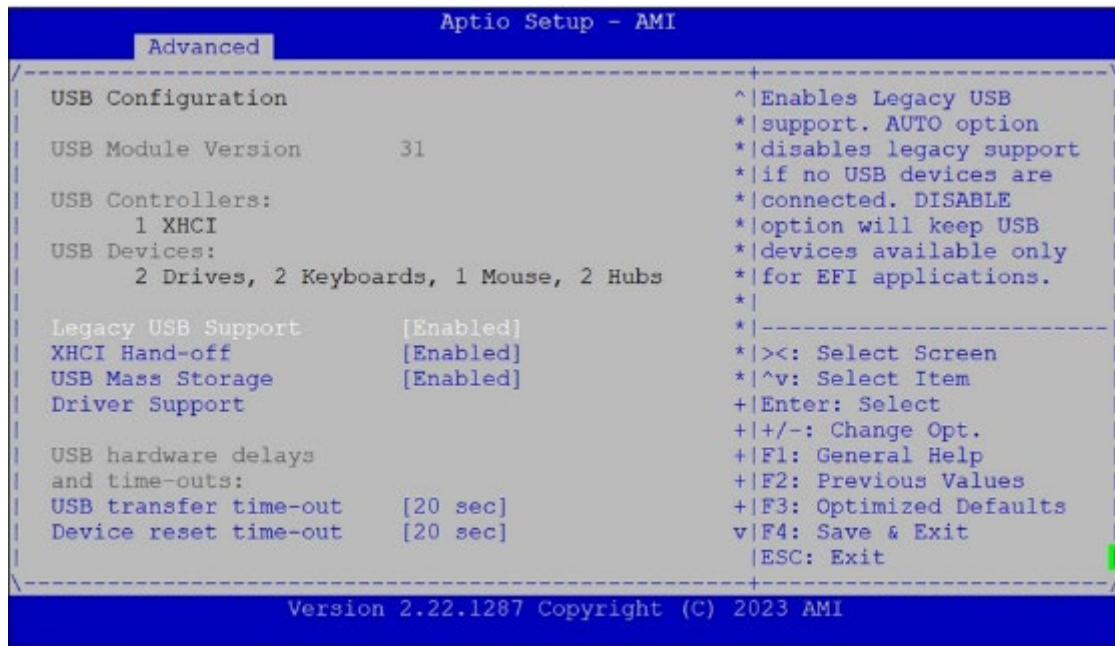 Aptio Setup - AMI
Advanced
USB Configuration
USB Module Version 31
USB Controllers:
1 XHCI
USB Devices:
2 Drives, 2 Keyboards, 1 Mouse, 2 Hubs
Legacy USB Support [Enabled]
XHCI Hand-off [Enabled]
USB Mass Storage [Enabled]
Driver Support
USB hardware delays
and time-outs:
USB transfer time-out [20 sec]
Device reset time-out [20 sec]
Enables Legacy USB
support. AUTO option
disables legacy support
if no USB devices are
connected. DISABLE
option will keep USB
devices available only
for EFI applications.
><: Select Screen
^v: Select Item
Enter: Select
+/-: Change Opt.
F1: General Help
F2: Previous Values
F3: Optimized Defaults
F4: Save & Exit
ESC: Exit
Version 2.22.1287 Copyright (C) 2023 AMI